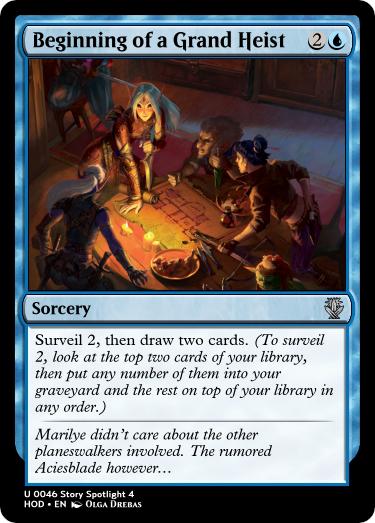 Beginning of a Grand Heist 2
Sorcery
Surveil 2, then draw two cards. (To surveil
2, look at the top two cards of your library,
then put any number of them into your
graveyard and the rest on top of your library in
any order.)
Marilye didn't care about the other
planeswalkers involved. The rumored
Aciesblade however…
U 0046 Story Spotlight 4
HOD • EN Olga Drebas